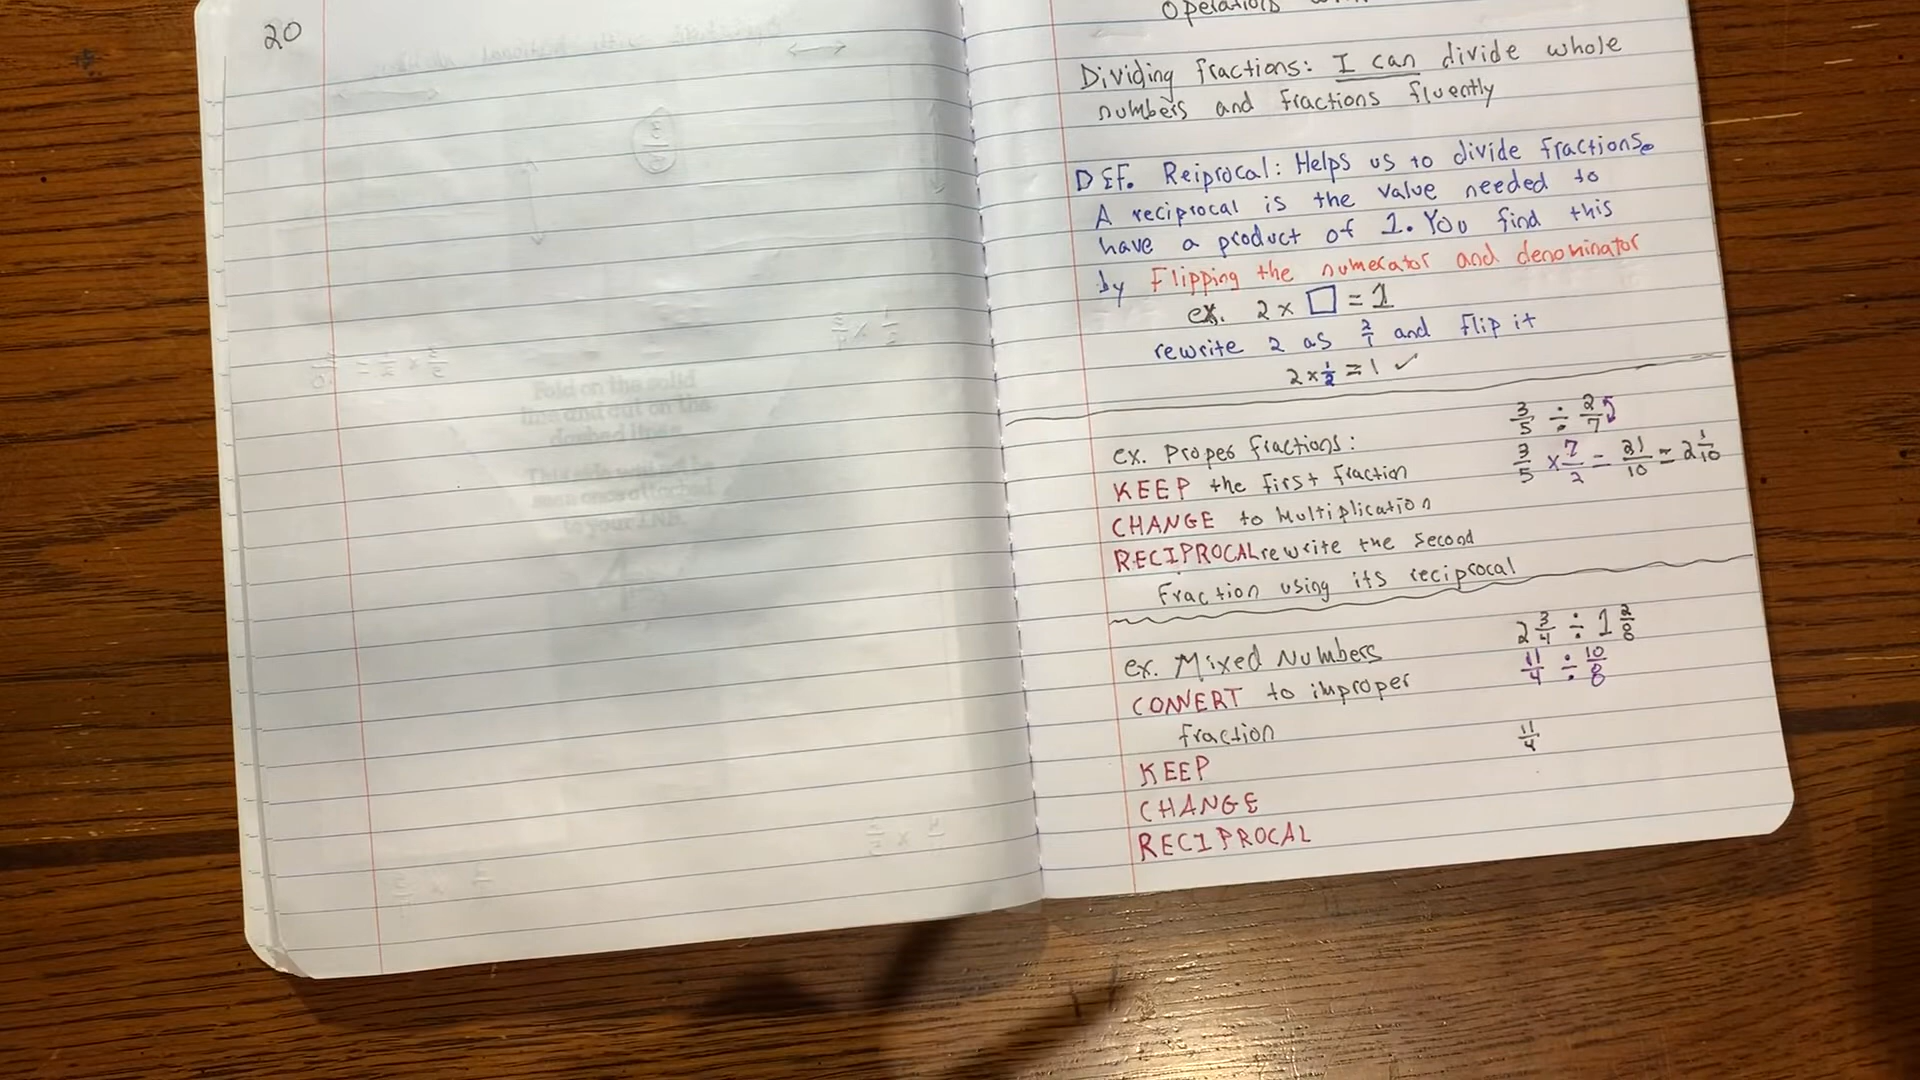 20
Operations
Dividing fractions: I can divide whole
numbers and fractions fluently
DEF. Reiprocal: Helps us to divide fractions.
A reciprocal is the value needed to
have a product of 1. You find this
by Flipping the numerator and denominator
ex. 2 × □ = 1
rewrite 2 as 2/1 and flip it
2 × 1/2 = 1 ✓
3/5 ÷ 2/7
ex. Proper fractions:
3/5 × 7/2 = 21/10 = 2 1/10
KEEP the first fraction
CHANGE to Multiplication
RECIPROCAL rewrite the second
fraction using its reciprocal
2 3/4 ÷ 1 2/8
ex. Mixed Numbers
11/4 ÷ 10/8
CONVERT to improper
fraction
11/4
KEEP
CHANGE
RECIPROCAL